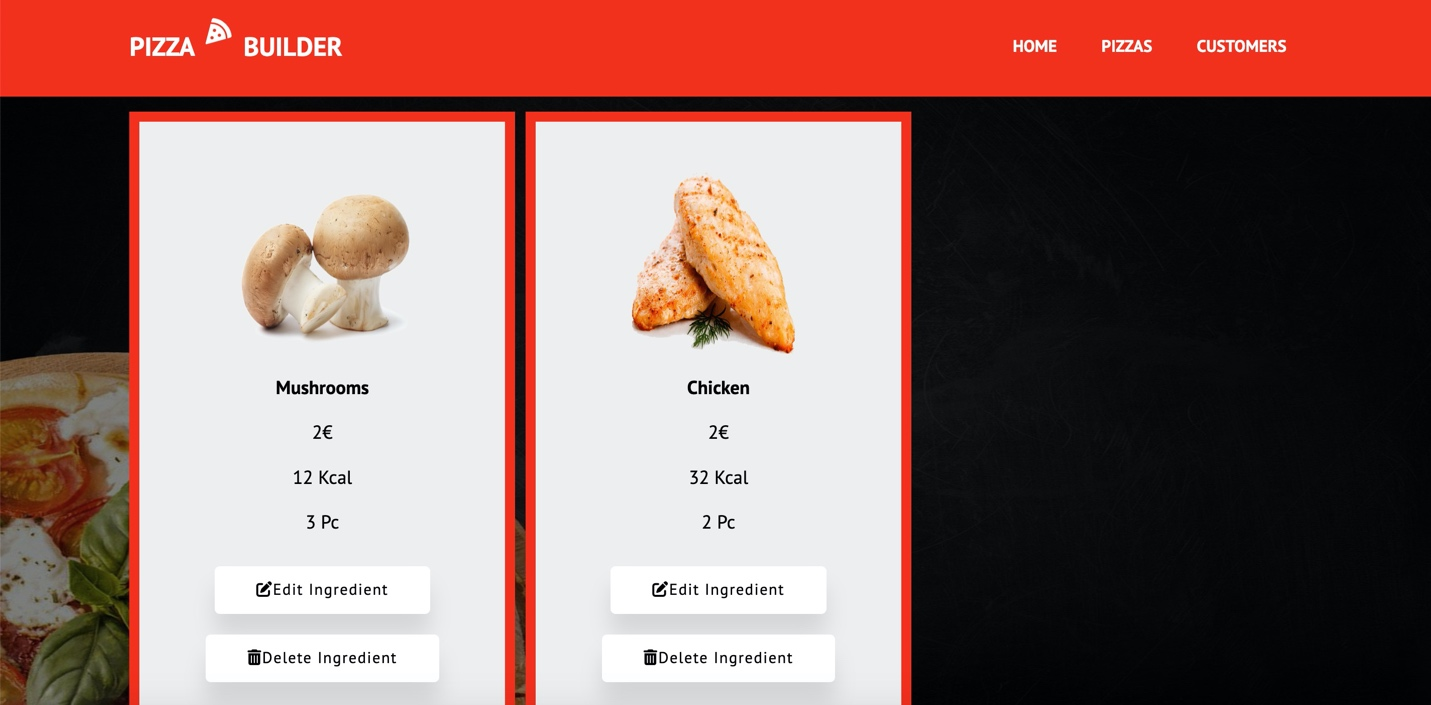 PIZZA BUILDER
HOME PIZZAS CUSTOMERS
Mushrooms
2€
12 Kcal
3 Pc
Edit Ingredient
Delete Ingredient
Chicken
2€
32 Kcal
2 Pc
Edit Ingredient
Delete Ingredient